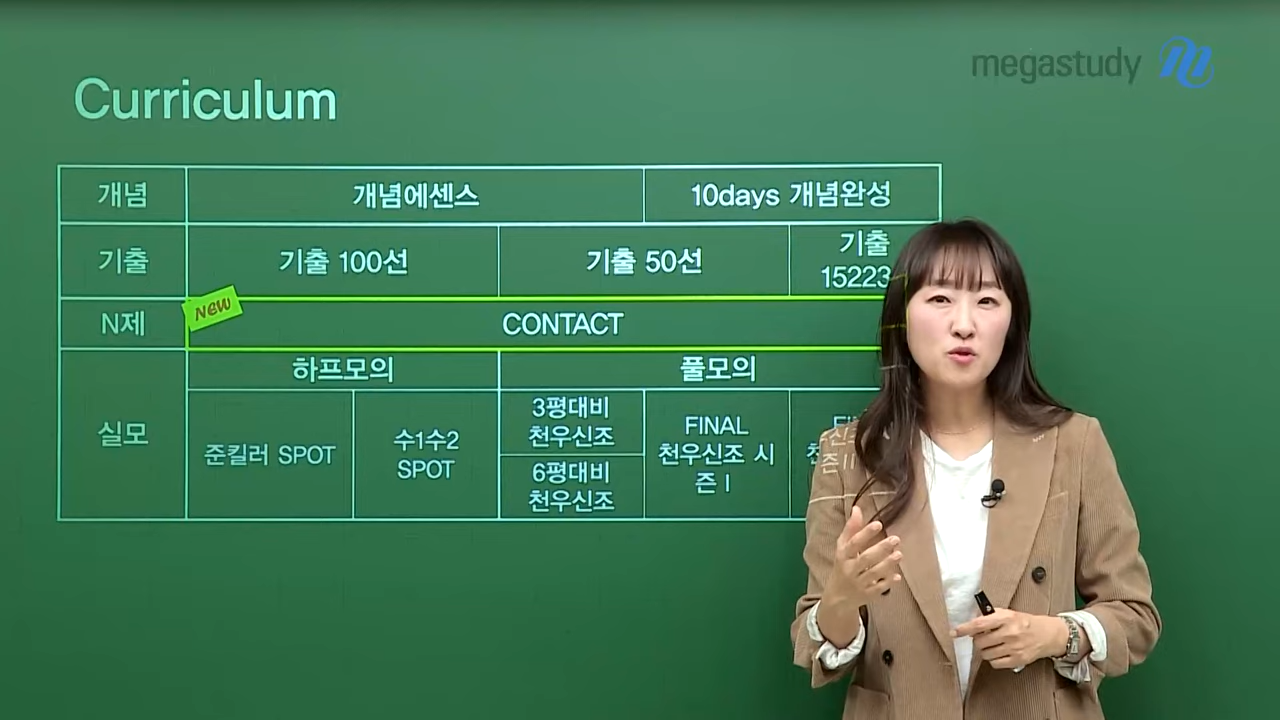 megastudy
Curriculum
개념
개념에센스
10days 개념완성
기출
기출 100선
기출 50선
기출
15223
N제
NEW
CONTACT
실모
하프모의
풀모의
준킬러 SPOT
수1수2
SPOT
3평대비
천우신조
6평대비
천우신조
FINAL
천우신조 시
즌 I